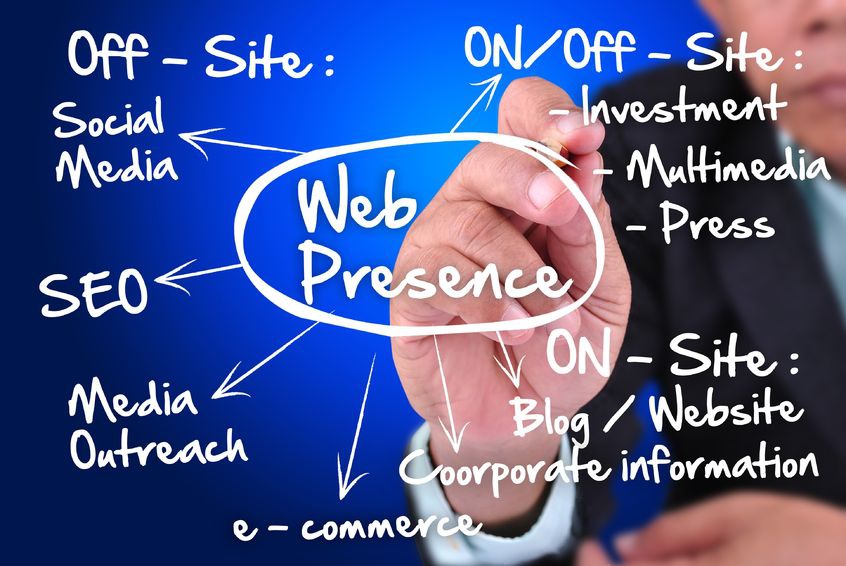 Off - Site :
Social
Media
SEO
Media
Outreach
e - commerce
Web
Presence
ON/Off - Site :
- Investment
- Multimedia
- Press
ON - Site :
Blog / Website
Coorporate information